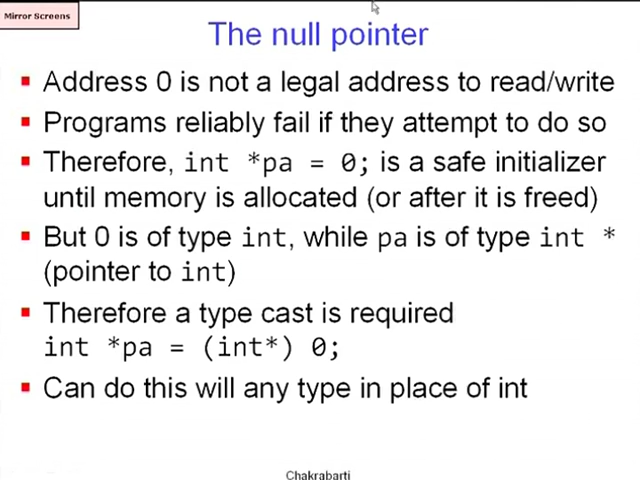 Mirror Screens
The null pointer
▪ Address 0 is not a legal address to read/write
▪ Programs reliably fail if they attempt to do so
▪ Therefore, int *pa = 0; is a safe initializer
until memory is allocated (or after it is freed)
▪ But 0 is of type int, while pa is of type int *
(pointer to int)
▪ Therefore a type cast is required
int *pa = (int*) 0;
▪ Can do this will any type in place of int
Chakrabarti